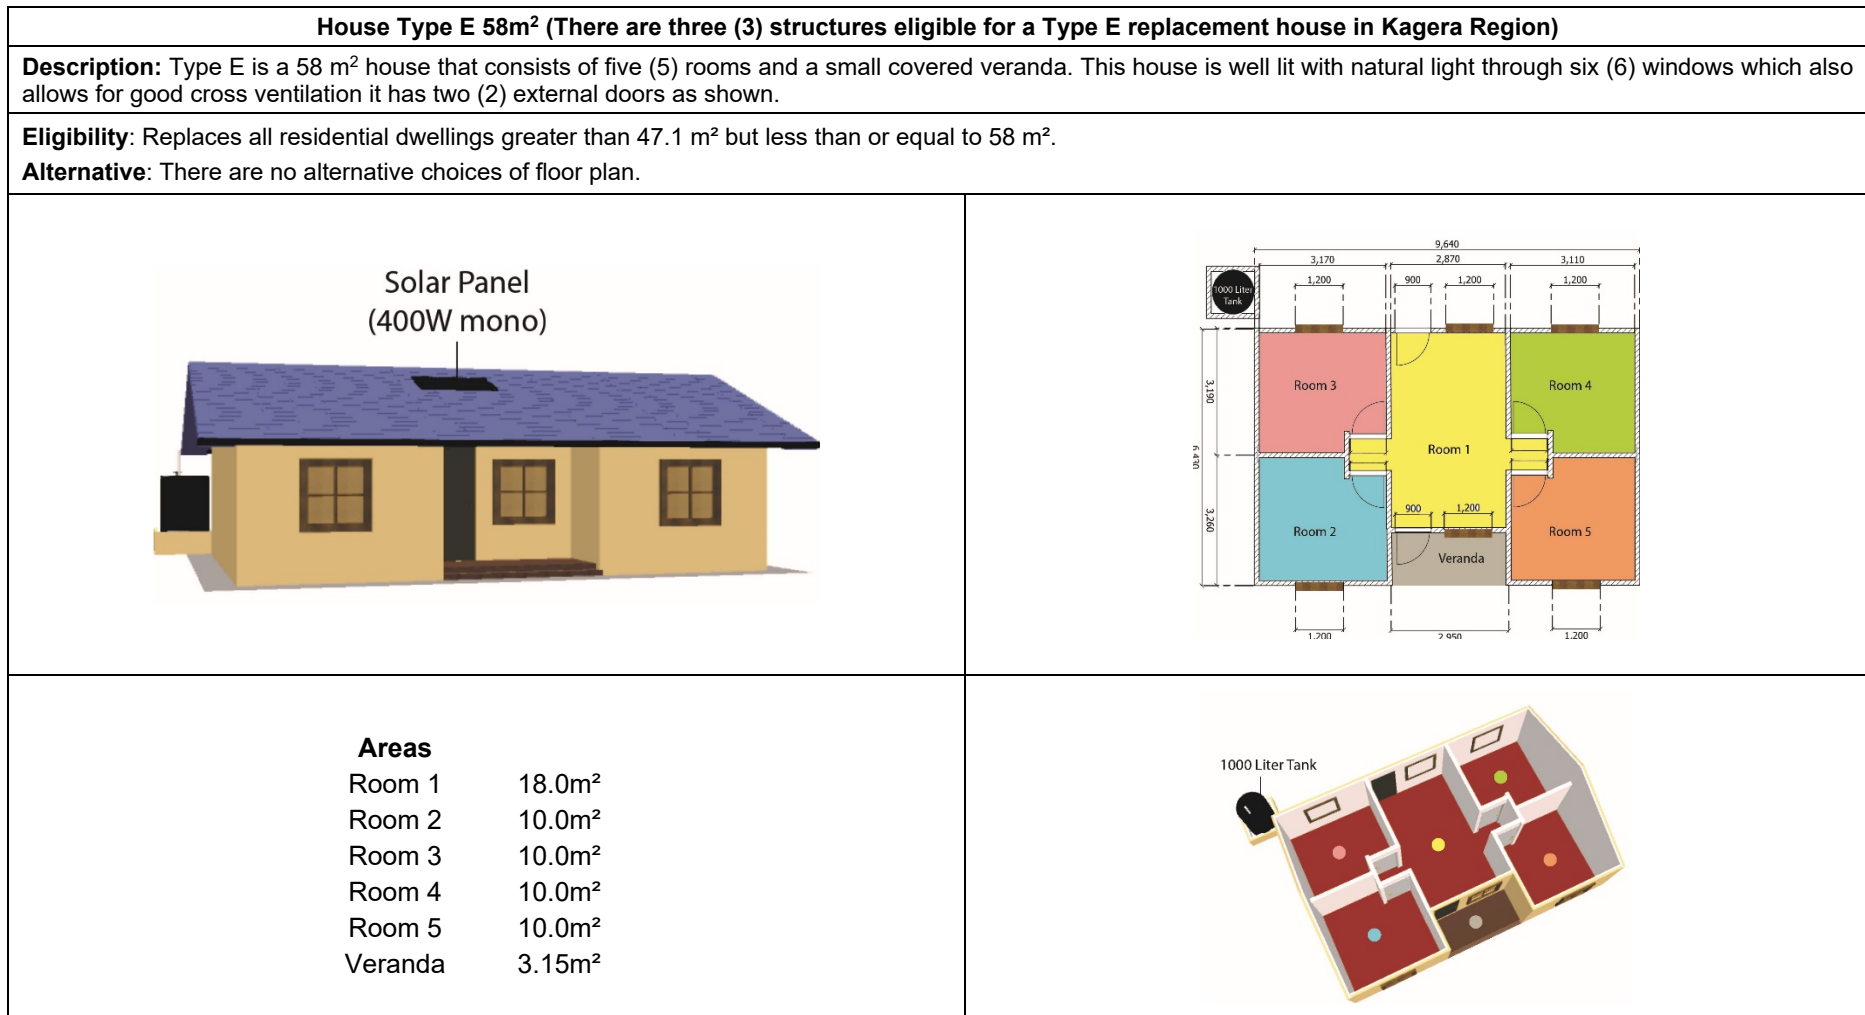 House Type E 58m² (There are three (3) structures eligible for a Type E replacement house in Kagera Region)
Description: Type E is a 58 m² house that consists of five (5) rooms and a small covered veranda. This house is well lit with natural light through six (6) windows which also
allows for good cross ventilation it has two (2) external doors as shown.
Eligibility: Replaces all residential dwellings greater than 47.1 m² but less than or equal to 58 m².
Alternative: There are no alternative choices of floor plan.
Solar Panel
(400W mono)
9,640
3,170 2,870 3,110
1,200 900 1,200 1,200
1000 Liter
Tank
3,190
6,430
3,260
Room 3
Room 4
Room 1
900 1,200
Room 2
Room 5
Veranda
1,200 2,950 1,200
Areas
Room 1 18.0m²
Room 2 10.0m²
Room 3 10.0m²
Room 4 10.0m²
Room 5 10.0m²
Veranda 3.15m²
1000 Liter Tank